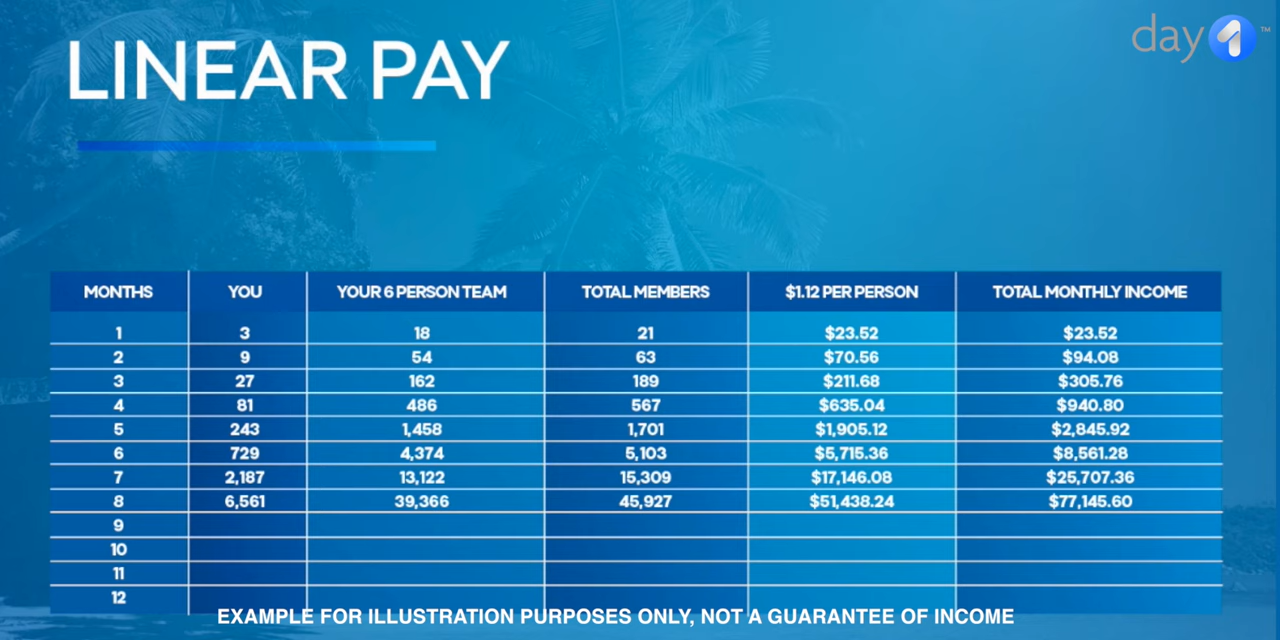 day1™
LINEAR PAY
MONTHS YOU YOUR 6 PERSON TEAM TOTAL MEMBERS $1.12 PER PERSON TOTAL MONTHLY INCOME
1 3 18 21 $23.52 $23.52
2 9 54 63 $70.56 $94.08
3 27 162 189 $211.68 $305.76
4 81 486 567 $635.04 $940.80
5 243 1,458 1,701 $1,905.12 $2,845.92
6 729 4,374 5,103 $5,715.36 $8,561.28
7 2,187 13,122 15,309 $17,146.08 $25,707.36
8 6,561 39,366 45,927 $51,438.24 $77,145.60
9
10
11
12
EXAMPLE FOR ILLUSTRATION PURPOSES ONLY, NOT A GUARANTEE OF INCOME